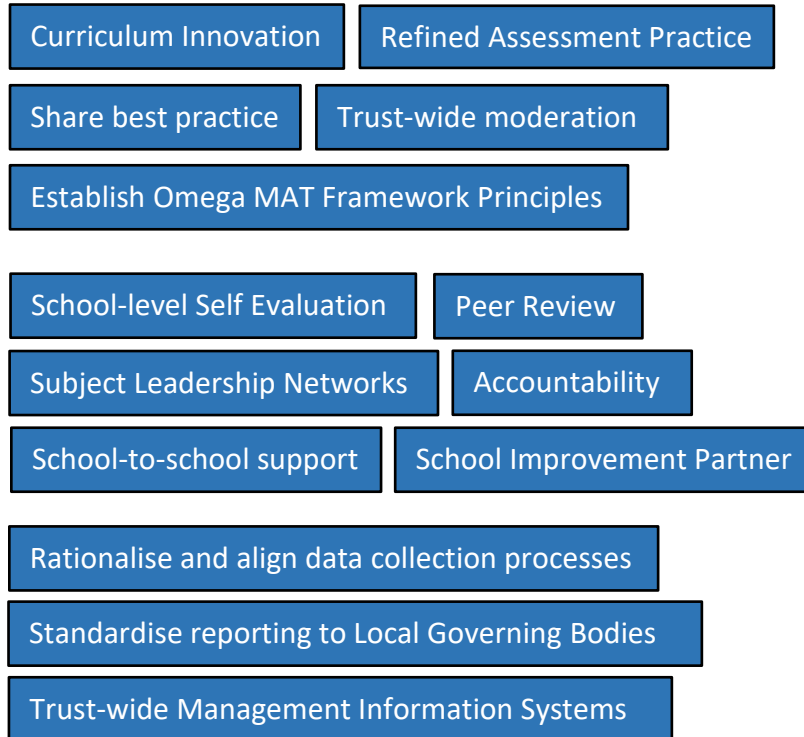 Curriculum Innovation
Refined Assessment Practice
Share best practice
Trust-wide moderation
Establish Omega MAT Framework Principles
School-level Self Evaluation
Peer Review
Subject Leadership Networks
Accountability
School-to-school support
School Improvement Partner
Rationalise and align data collection processes
Standardise reporting to Local Governing Bodies
Trust-wide Management Information Systems